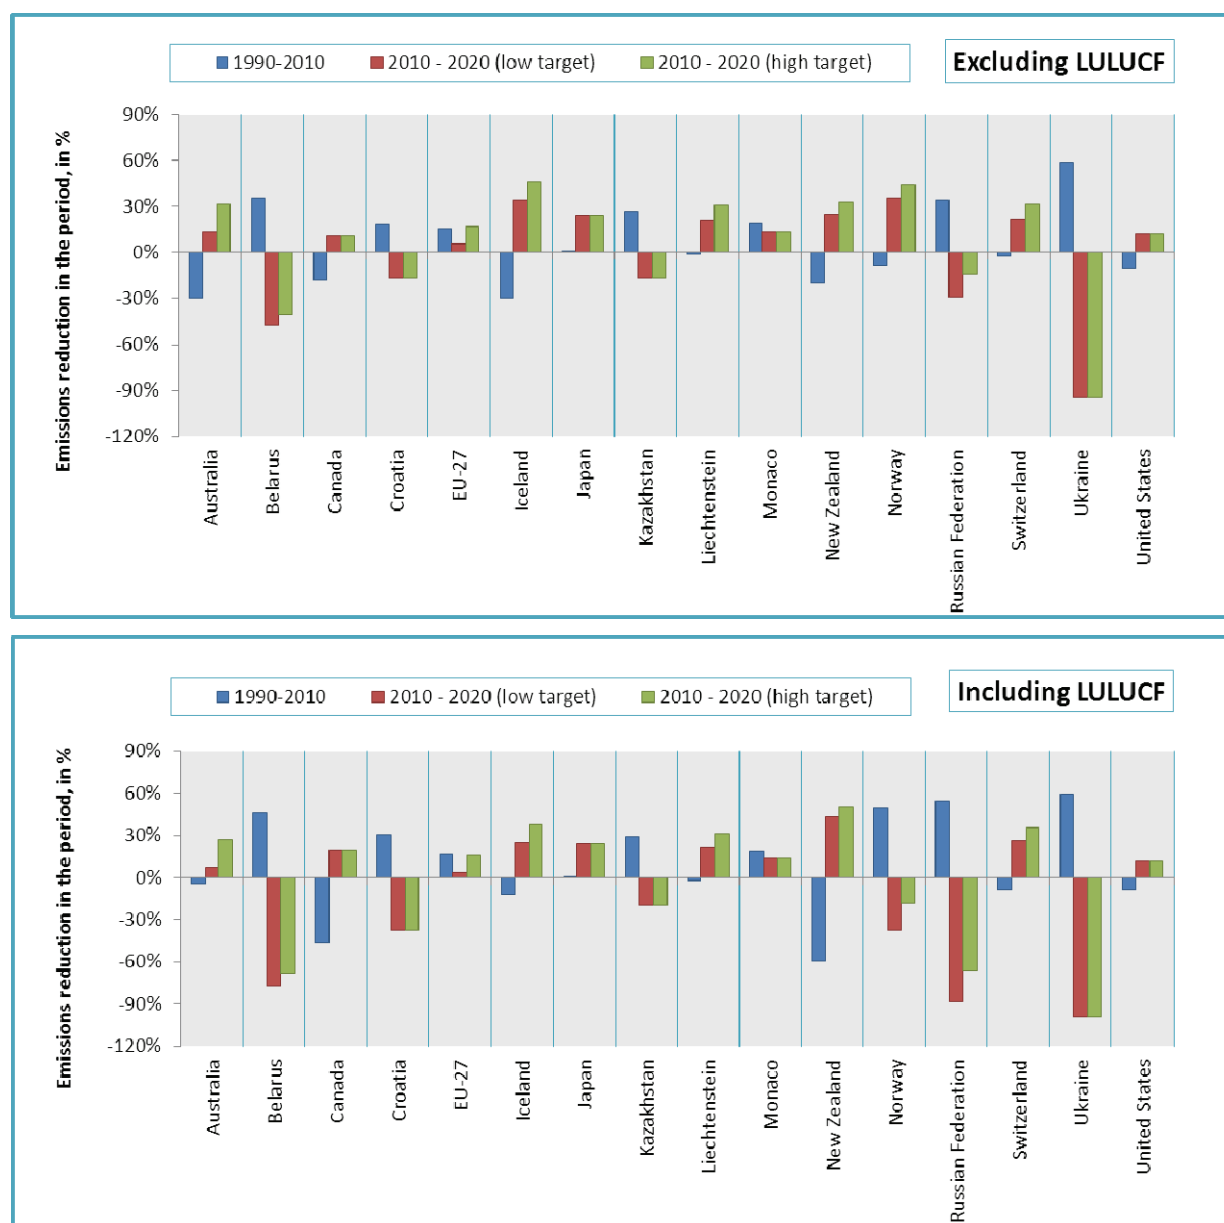 1990-2010 2010 - 2020 (low target) 2010 - 2020 (high target)
Excluding LULUCF
Emissions reduction in the period, in %
90%
60%
30%
0%
-30%
-60%
-90%
-120%
Australia
Belarus
Canada
Croatia
EU-27
Iceland
Japan
Kazakhstan
Liechtenstein
Monaco
New Zealand
Norway
Russian Federation
Switzerland
Ukraine
United States
1990-2010 2010 - 2020 (low target) 2010 - 2020 (high target)
Including LULUCF
Emissions reduction in the period, in %
90%
60%
30%
0%
-30%
-60%
-90%
-120%
Australia
Belarus
Canada
Croatia
EU-27
Iceland
Japan
Kazakhstan
Liechtenstein
Monaco
New Zealand
Norway
Russian Federation
Switzerland
Ukraine
United States